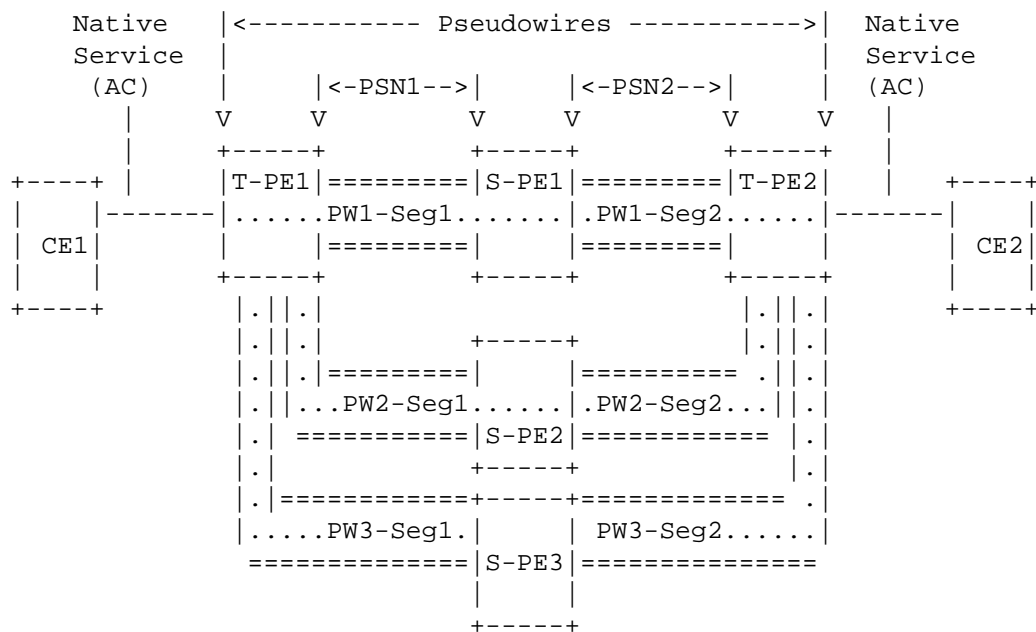 Native |<----------- Pseudowires ----------->| Native
Service | | Service
(AC) | |<-PSN1-->| |<-PSN2-->| | (AC)
| V V V V V V |
| +-----+ +-----+ +-----+ |
+----+ | |T-PE1|=========|S-PE1|=========|T-PE2| | +----+
| |-------|......PW1-Seg1.......|.PW1-Seg2......|-------| |
| CE1| | |=========| |=========| | | CE2|
| | +-----+ +-----+ +-----+ | |
+----+ |.||.| |.||.| +----+
|.||.| +-----+ |.||.|
|.||.|=========| |========== .||.|
|.||...PW2-Seg1......|.PW2-Seg2...||.|
|.| ===========|S-PE2|============ |.|
|.| +-----+ |.|
|.|============+-----+============= .|
|.....PW3-Seg1.| | PW3-Seg2......|
==============|S-PE3|===============
| |
+-----+